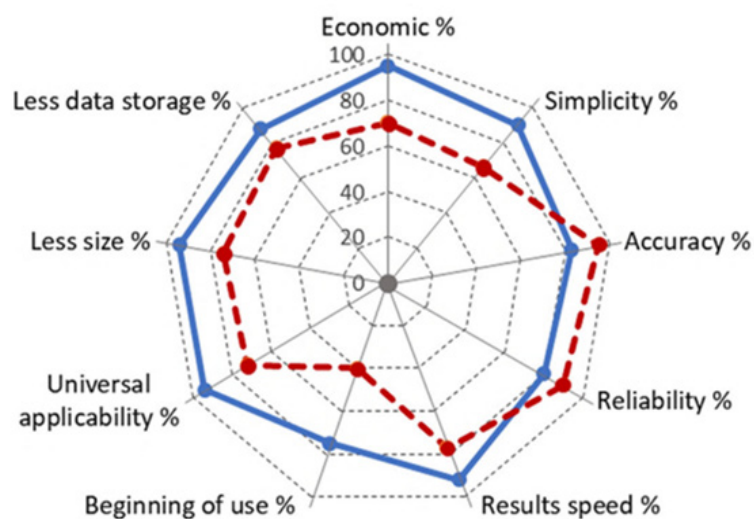 Economic %
100
80
60
40
20
0
Simplicity %
Accuracy %
Reliability %
Results speed %
Beginning of use %
Universal
applicability %
Less size %
Less data storage %